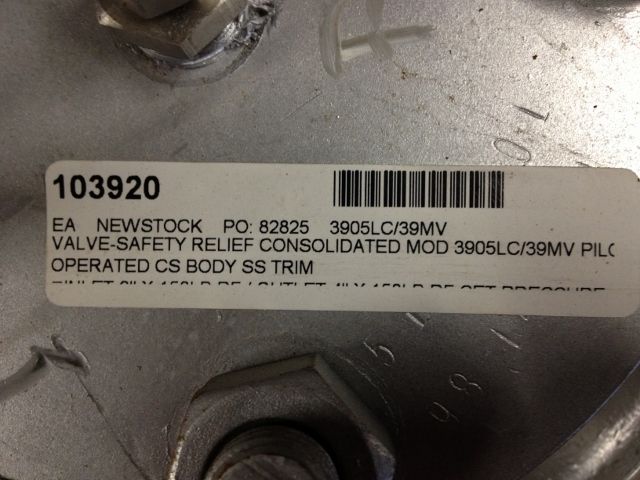 103920
EA NEWSTOCK PO: 82825 3905LC/39MV
VALVE-SAFETY RELIEF CONSOLIDATED MOD 3905LC/39MV PILO
OPERATED CS BODY SS TRIM